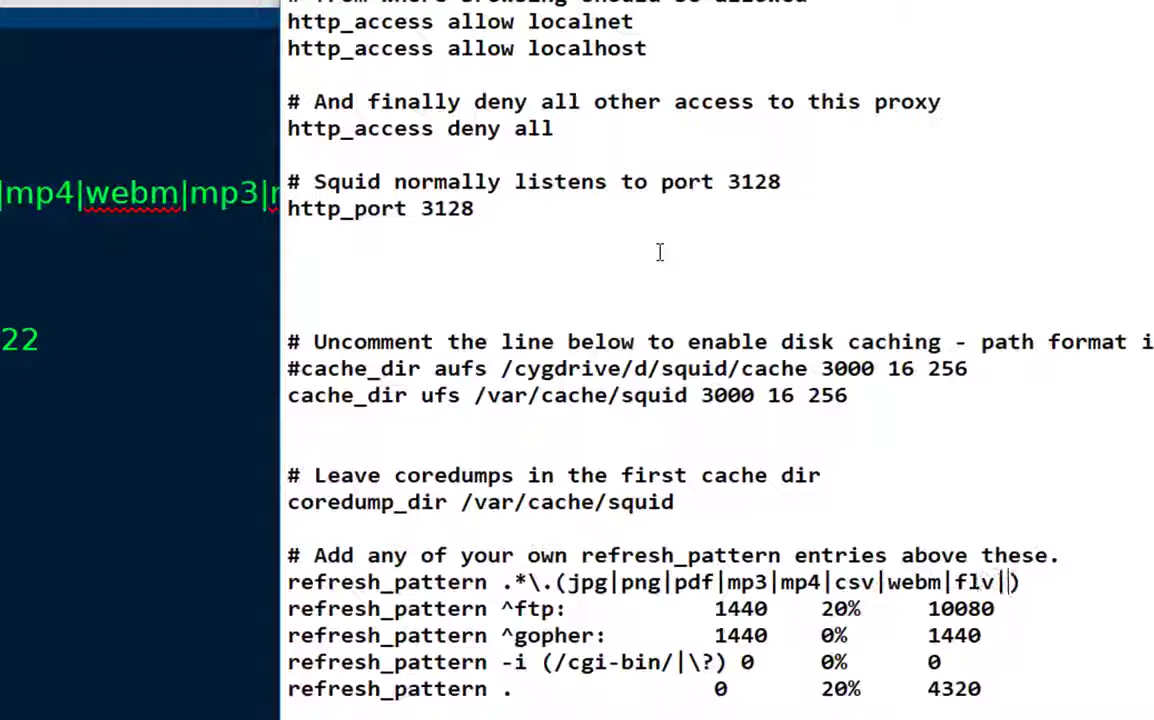 http_access allow localnet
http_access allow localhost
# And finally deny all other access to this proxy
http_access deny all
# Squid normally listens to port 3128
http_port 3128
# Uncomment the line below to enable disk caching - path format i
#cache_dir aufs /cygdrive/d/squid/cache 3000 16 256
cache_dir ufs /var/cache/squid 3000 16 256
# Leave coredumps in the first cache dir
coredump_dir /var/cache/squid
# Add any of your own refresh_pattern entries above these.
refresh_pattern .*\.(jpg|png|pdf|mp3|mp4|csv|webm|flv|)
refresh_pattern ^ftp: 1440 20% 10080
refresh_pattern ^gopher: 1440 0% 1440
refresh_pattern -i (/cgi-bin/|\?) 0 0% 0
refresh_pattern . 0 20% 4320
|mp4|webm|mp3|
22